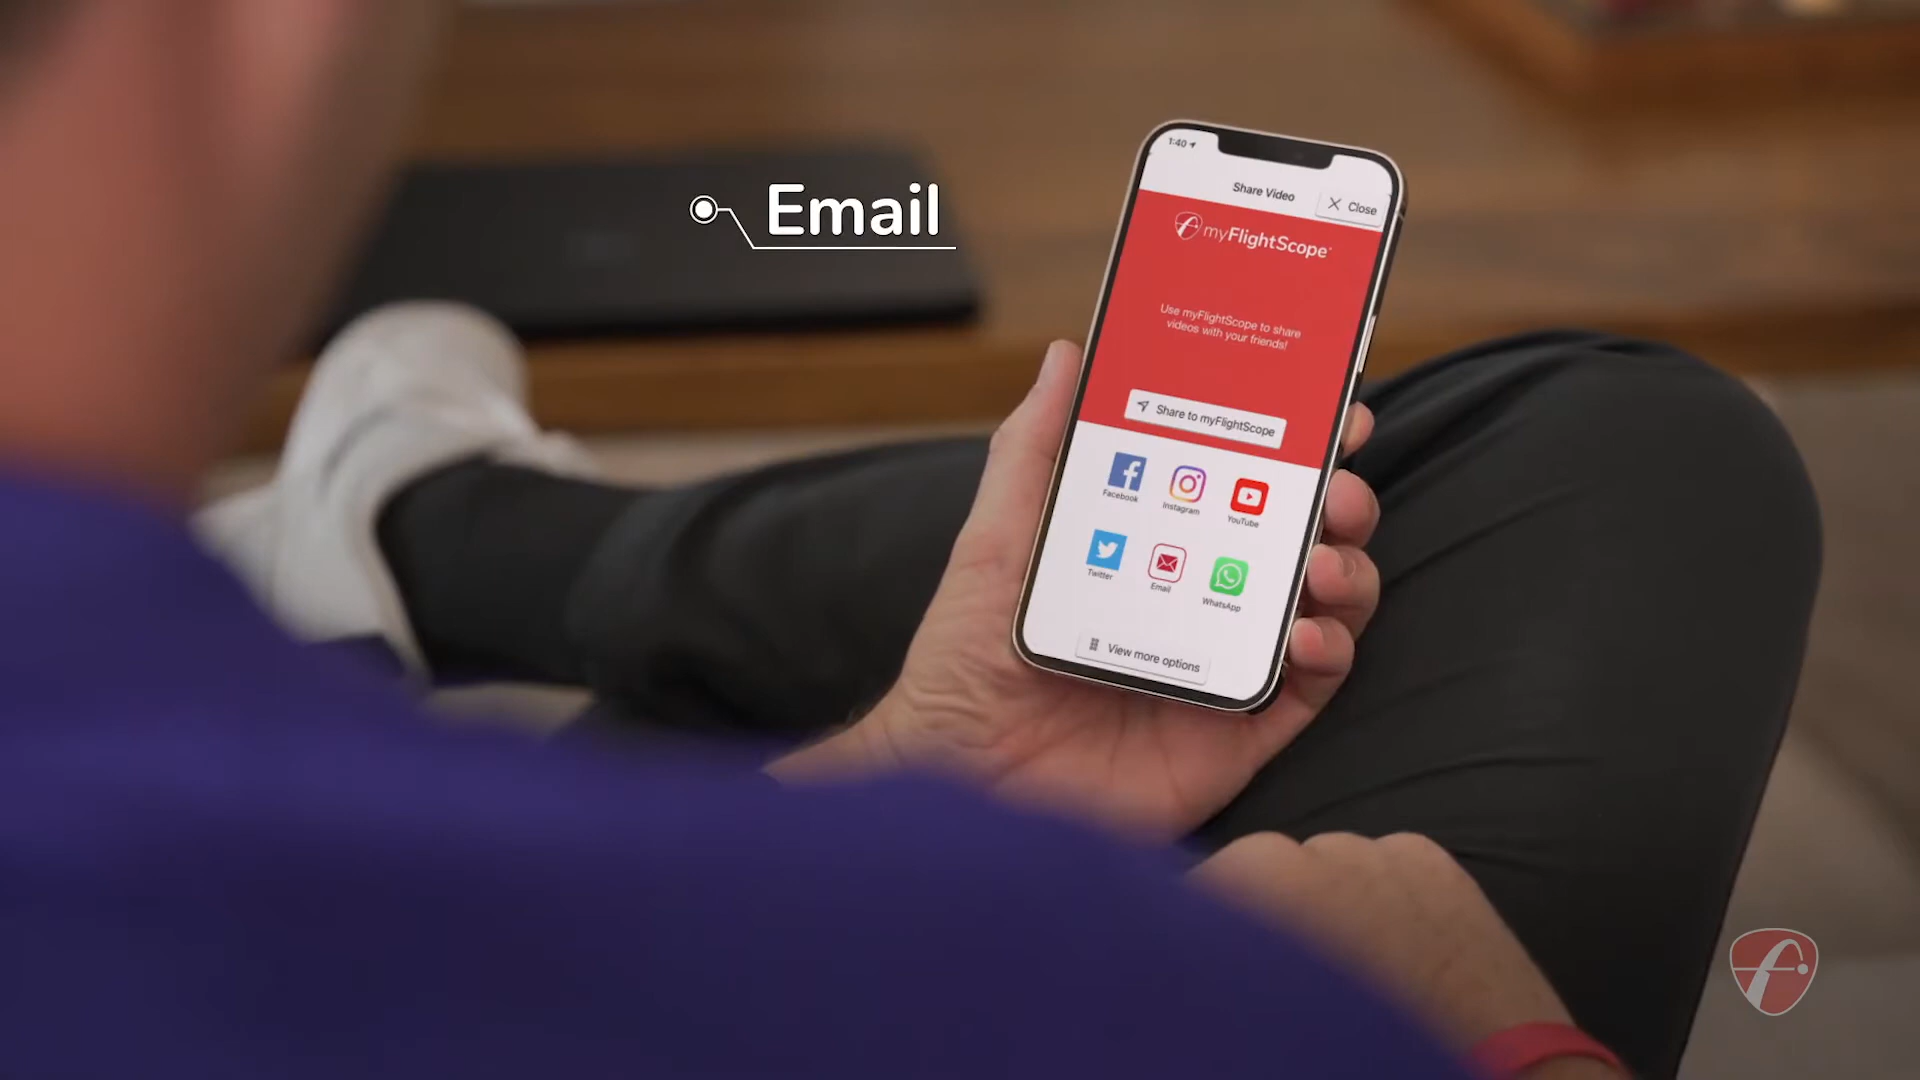 Email
1:40
Share Video
Close
myFlightScope
Use myFlightScope to share
videos with your friends!
Share to myFlightScope
Facebook
Instagram
YouTube
Twitter
Email
WhatsApp
View more options